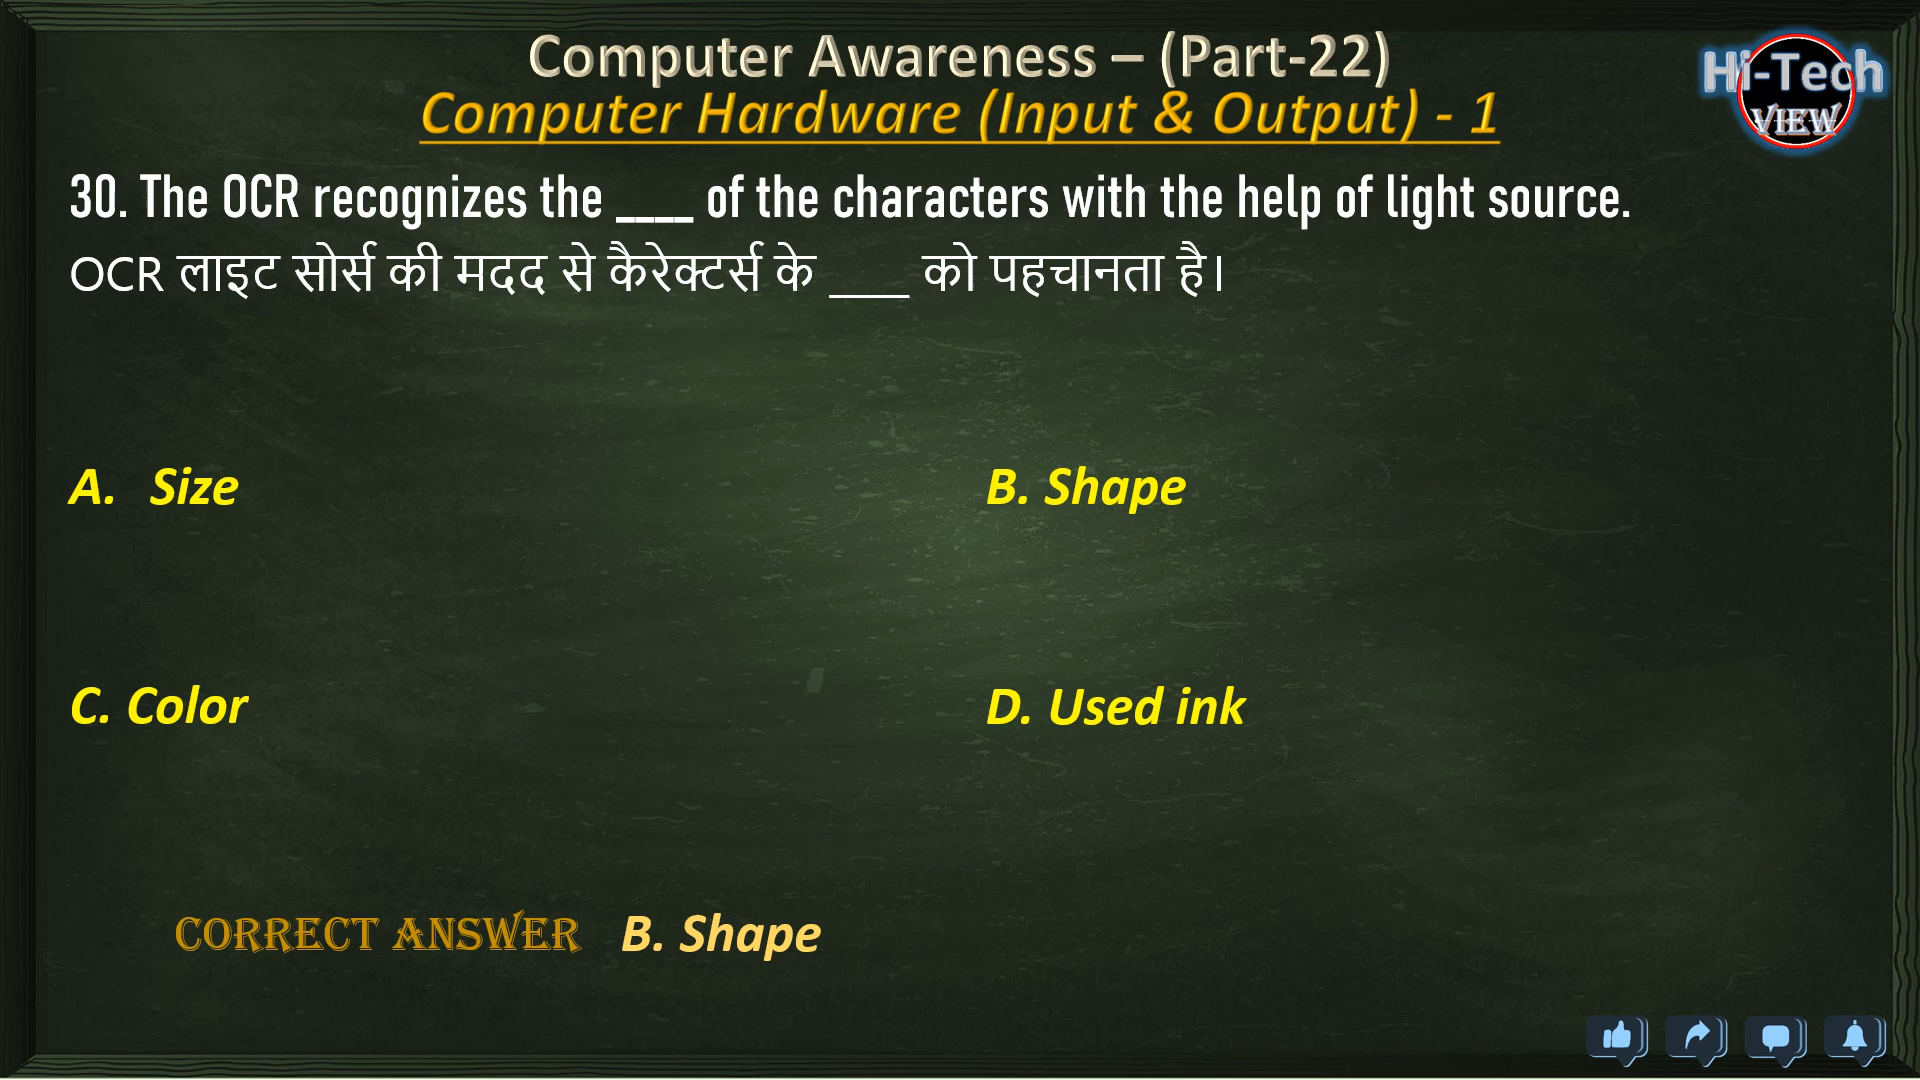 Computer Awareness – (Part-22)
Computer Hardware (Input & Output) - 1
Hi-Tech
VIEW
30. The OCR recognizes the ____ of the characters with the help of light source.
OCR लाइट सोर्स की मदद से कैरेक्टर्स के ____ को पहचानता है।
A. Size
B. Shape
C. Color
D. Used ink
CORRECT ANSWER B. Shape